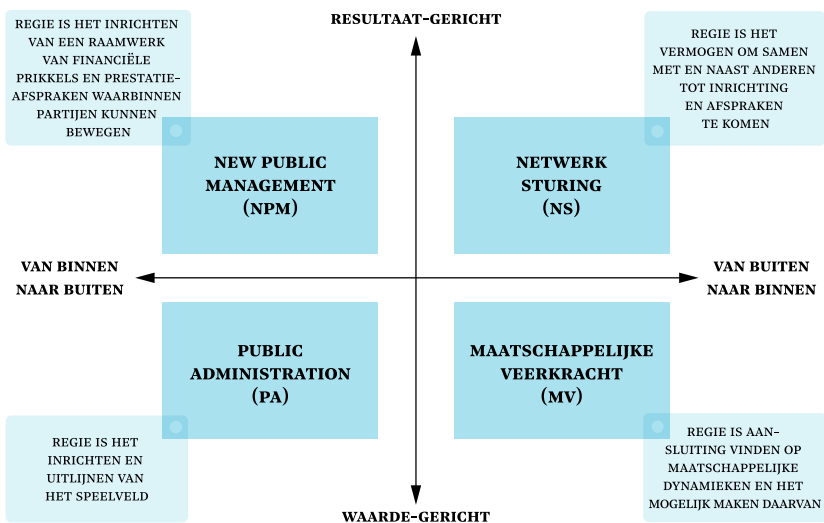 RESULTAAT-GERICHT
REGIE IS HET INRICHTEN
VAN EEN RAAMWERK
VAN FINANCIËLE
PRIKKELS EN PRESTATIE-
AFSPRAKEN WAARBINNEN
PARTIJEN KUNNEN
BEWEGEN
REGIE IS HET
VERMOGEN OM SAMEN
MET EN NAAST ANDEREN
TOT INRICHTING
EN AFSPRAKEN
TE KOMEN
NEW PUBLIC
MANAGEMENT
(NPM)
NETWERK
STURING
(NS)
VAN BINNEN
NAAR BUITEN
VAN BUITEN
NAAR BINNEN
PUBLIC
ADMINISTRATION
(PA)
MAATSCHAPPELIJKE
VEERKRACHT
(MV)
REGIE IS HET
INRICHTEN EN
UITLIJNEN VAN
HET SPEELVELD
REGIE IS AAN-
SLUITING VINDEN OP
MAATSCHAPPELIJKE
DYNAMIEKEN EN HET
MOGELIJK MAKEN DAARVAN
WAARDE-GERICHT